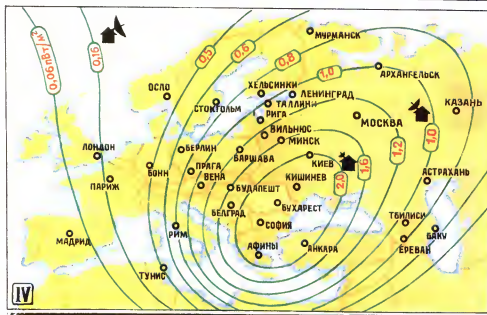 МУРМАНСК
0,06пВт/м²
0,15
0,5
0,6
0,8
1,0
АРХАНГЕЛЬСК
ОСЛО
СТОКГОЛЬМ
ХЕЛЬСИНКИ
ЛЕНИНГРАД
ТАЛЛИНН
РИГА
КАЗАНЬ
МОСКВА
1,0
ВИЛЬНЮС
МИНСК
1,2
ЛОНДОН
БЕРЛИН
ВАРШАВА
КИЕВ
1,6
ПАРИЖ
БОНН
ПРАГА
ВЕНА
БУДАПЕШТ
КИШИНЕВ
2,0
АСТРАХАНЬ
БЕЛГРАД
БУХАРЕСТ
МАДРИД
РИМ
СОФИЯ
ТБИЛИСИ
БАКУ
АФИНЫ
АНКАРА
ЕРЕВАН
ТУНИС
IV